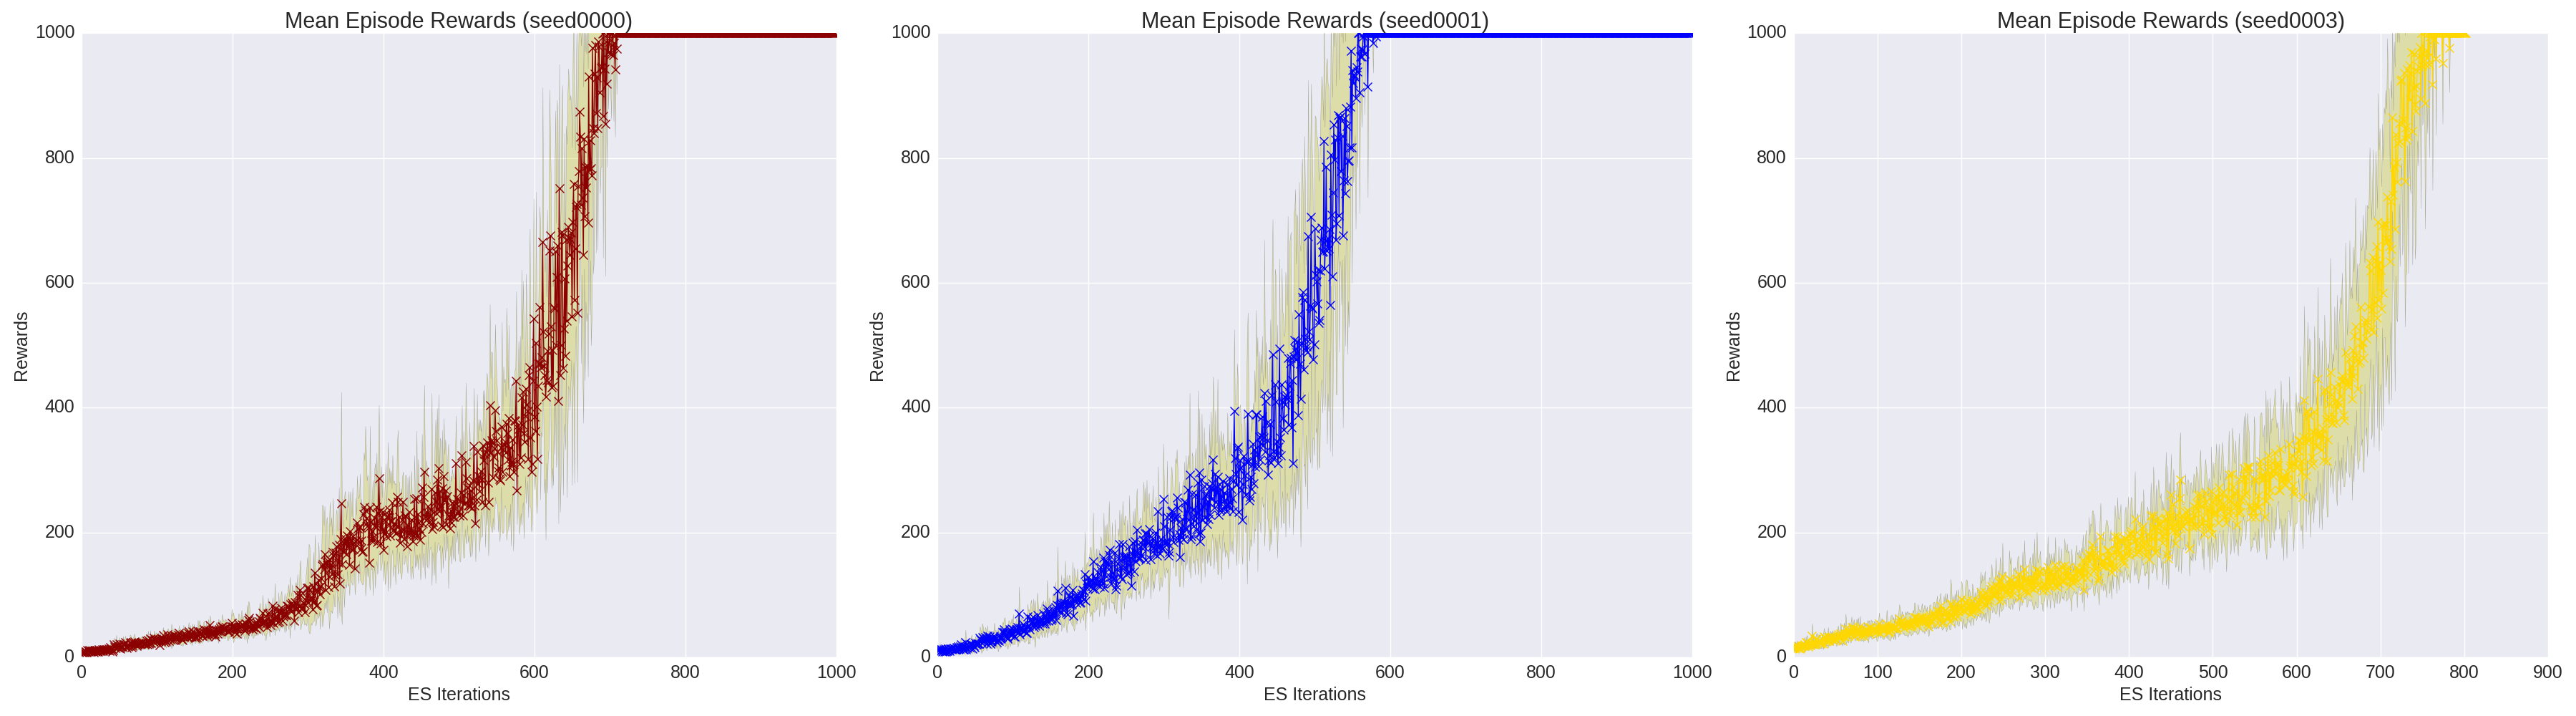 Mean Episode Rewards (seed0000)
Rewards
1000
800
600
400
200
0
0 200 400 600 800 1000
ES Iterations
Mean Episode Rewards (seed0001)
Rewards
1000
800
600
400
200
0
0 200 400 600 800 1000
ES Iterations
Mean Episode Rewards (seed0003)
Rewards
1000
800
600
400
200
0
0 100 200 300 400 500 600 700 800 900
ES Iterations